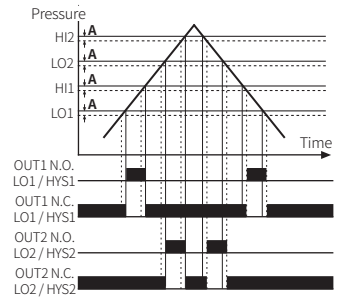 Pressure
HI2
A
LO2
A
HI1
A
LO1
A
Time
OUT1 N.O.
LO1 / HYS1
OUT1 N.C.
LO1 / HYS1
OUT2 N.O.
LO2 / HYS2
OUT2 N.C.
LO2 / HYS2